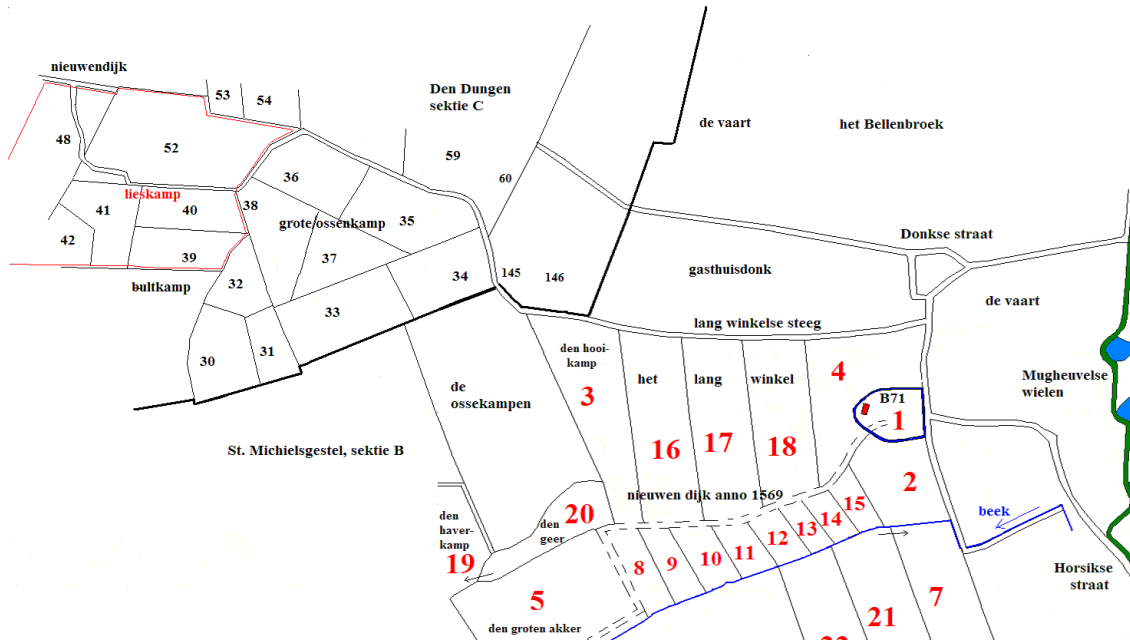 nieuwendijk
53
54
Den Dungen
sektie C
de vaart
het Bellenbroek
48
52
59
36
60
lieskamp
41
40
38
grote ossenkamp
35
Donkse straat
42
39
37
34
145
146
gasthuisdonk
bultkamp
32
33
de vaart
lang winkelse steeg
30
31
den hooi-
kamp
3
het
lang
winkel
4
de
ossekampen
B71
1
Mugheuvelse
wielen
St. Michielsgestel, sektie B
16
17
18
2
nieuwen dijk anno 1569
15
14
13
12
11
10
9
8
20
den
geer
den
haver-
kamp
19
beek
Horsikse
straat
5
den groten akker
21
7
22